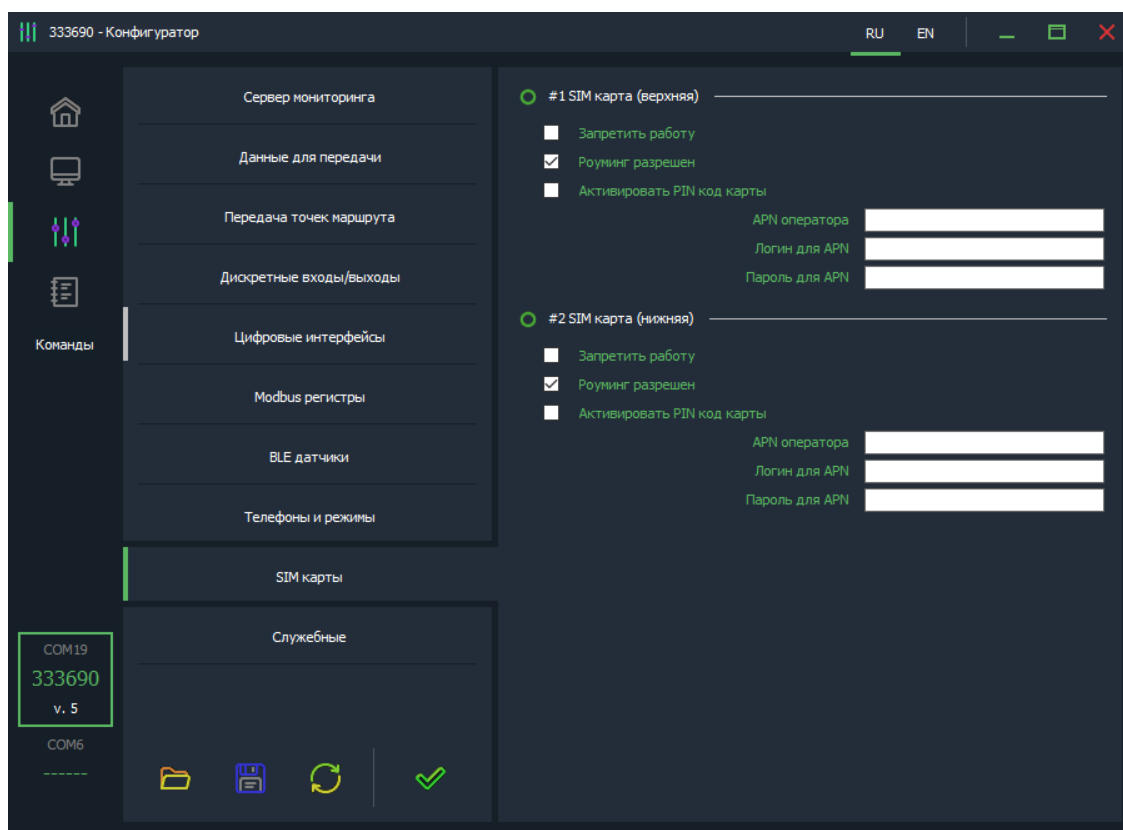 333690 - Конфигуратор
RU
EN
Команды
COM19
333690
v. 5
COM6
------
Сервер мониторинга
Данные для передачи
Передача точек маршрута
Дискретные входы/выходы
Цифровые интерфейсы
Modbus регистры
BLE датчики
Телефоны и режимы
SIM карты
Служебные
#1 SIM карта (верхняя)
Запретить работу
Роуминг разрешен
Активировать PIN код карты
APN оператора
Логин для APN
Пароль для APN
#2 SIM карта (нижняя)
Запретить работу
Роуминг разрешен
Активировать PIN код карты
APN оператора
Логин для APN
Пароль для APN